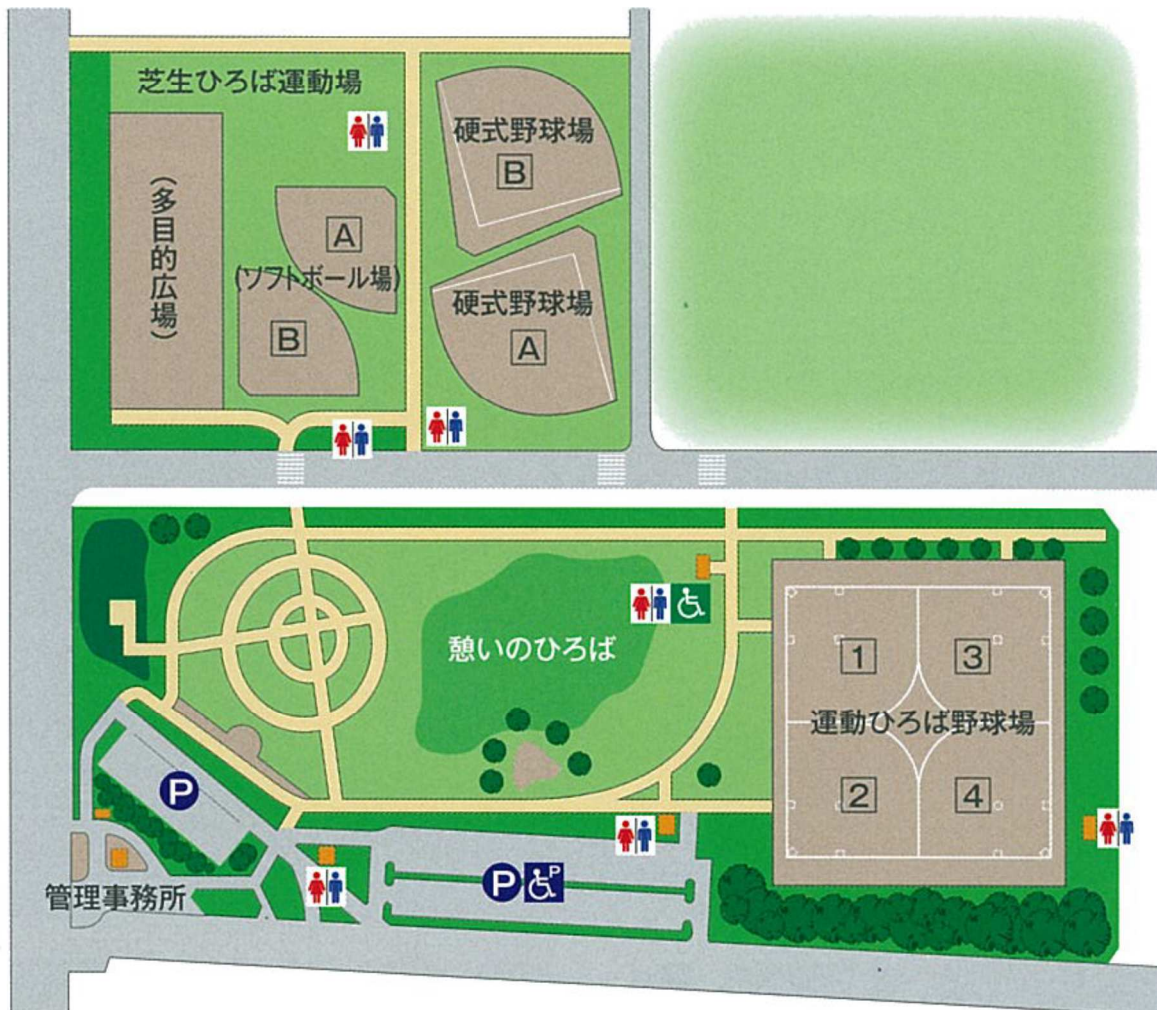 芝生ひろば運動場
硬式野球場
B
(多目的広場)
A
(ソフトボール場)
B
硬式野球場
A
憩いのひろば
1
3
運動ひろば野球場
2
4
P
P
P
管理事務所